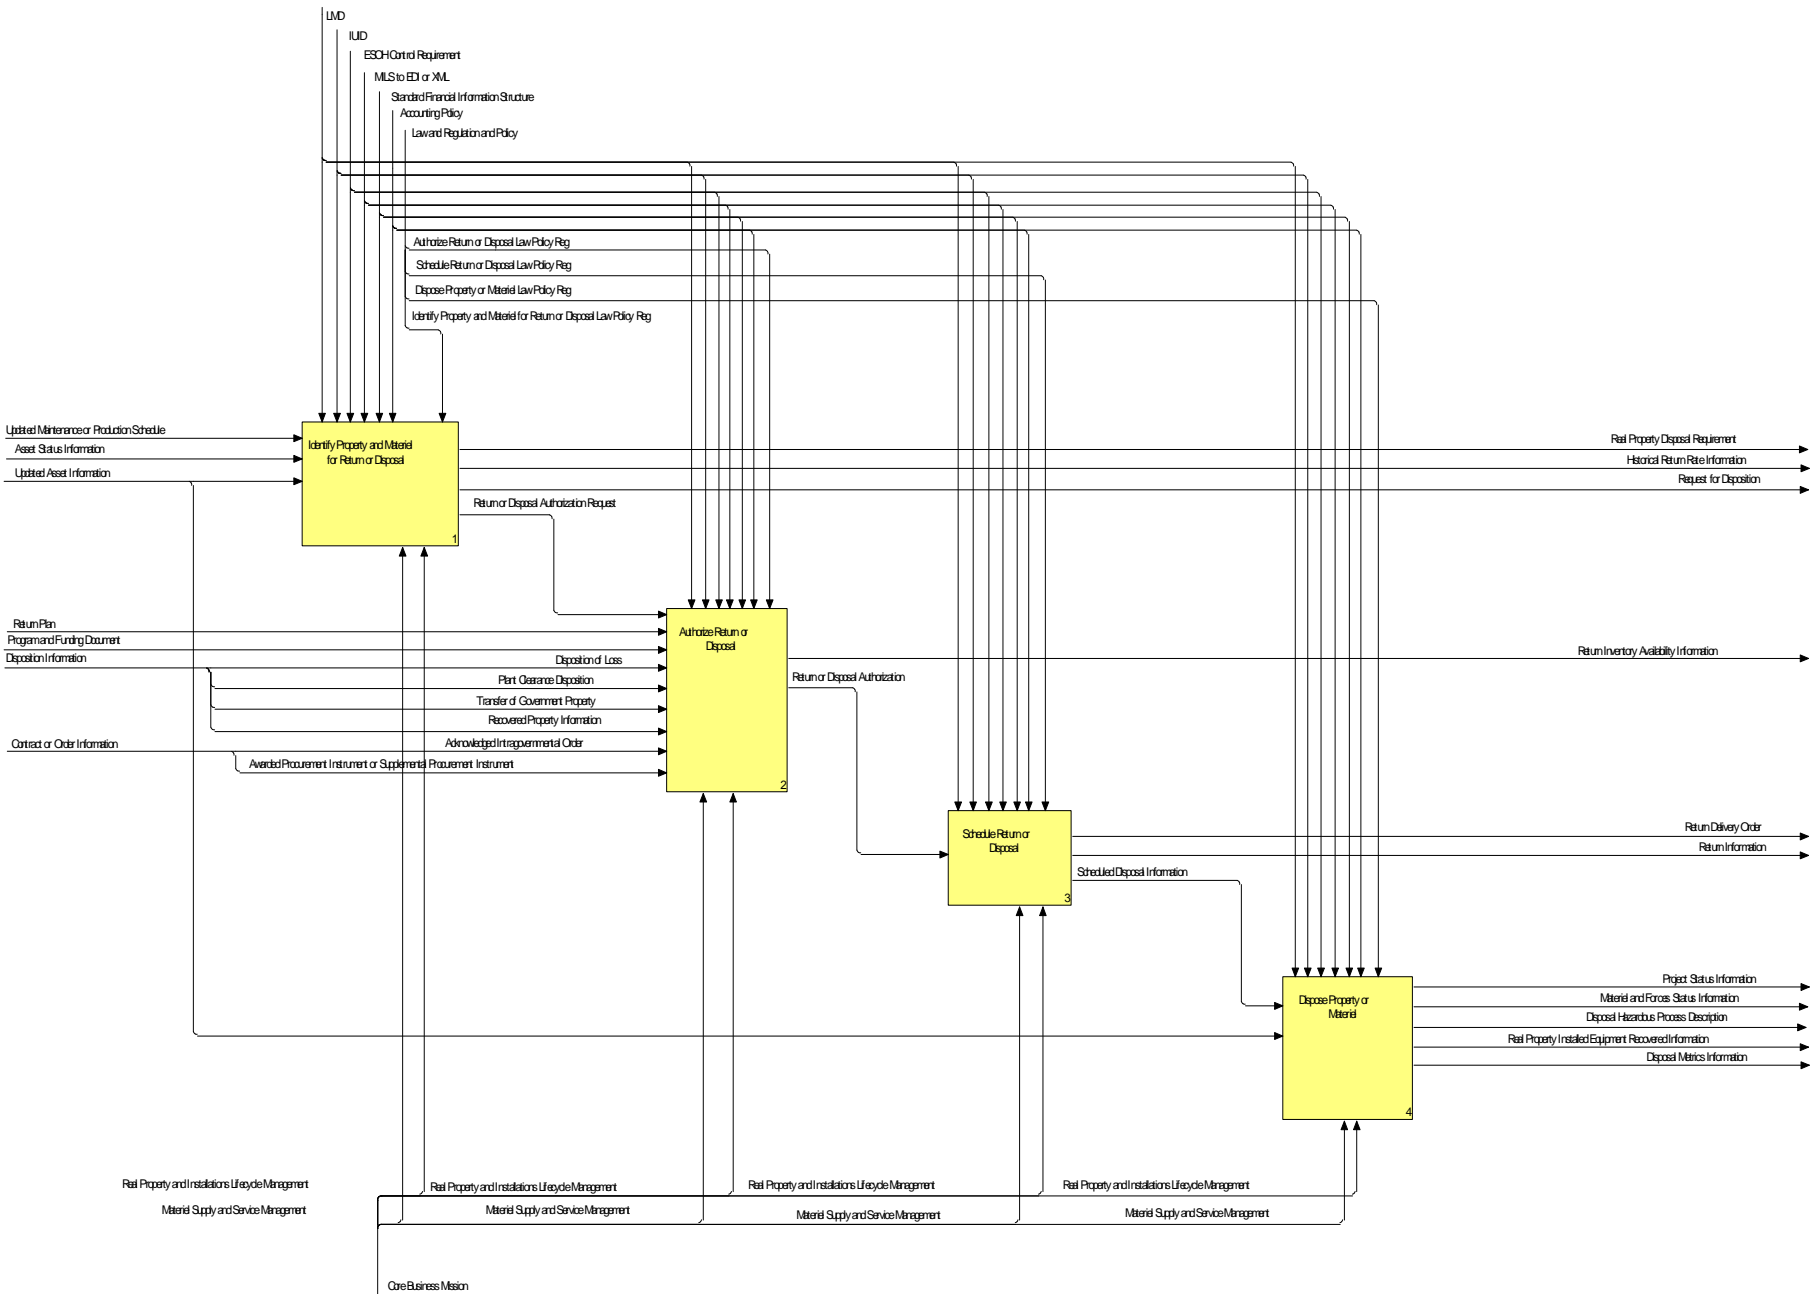 LMD
IUID
ESOH Control Requirement
MILS to EDI or XML
Standard Financial Information Structure
Accounting Policy
Law and Regulation and Policy
Authorize Return or Disposal Law Policy Reg
Schedule Return or Disposal Law Policy Reg
Dispose Property or Materiel Law Policy Reg
Identify Property and Materiel for Return or Disposal Law Policy Reg
Updated Maintenance or Production Schedule
Asset Status Information
Updated Asset Information
Identify Property and Materiel
for Return or Disposal
1
Real Property Disposal Requirement
Historical Return Rate Information
Request for Disposition
Return or Disposal Authorization Request
Return Plan
Program and Funding Document
Disposition Information
Disposition of Loss
Plant Clearance Disposition
Transfer of Government Property
Recovered Property Information
Contract or Order Information
Acknowledged Intragovernmental Order
Awarded Procurement Instrument or Supplemental Procurement Instrument
Authorize Return or
Disposal
2
Return Inventory Availability Information
Return or Disposal Authorization
Schedule Return or
Disposal
3
Return Delivery Order
Return Information
Scheduled Disposal Information
Dispose Property or
Materiel
4
Project Status Information
Materiel and Forces Status Information
Disposal Hazardous Process Description
Real Property Installed Equipment Recovered Information
Disposal Metrics Information
Real Property and Installations Lifecycle Management
Real Property and Installations Lifecycle Management
Real Property and Installations Lifecycle Management
Real Property and Installations Lifecycle Management
Materiel Supply and Service Management
Materiel Supply and Service Management
Materiel Supply and Service Management
Materiel Supply and Service Management
Core Business Mission